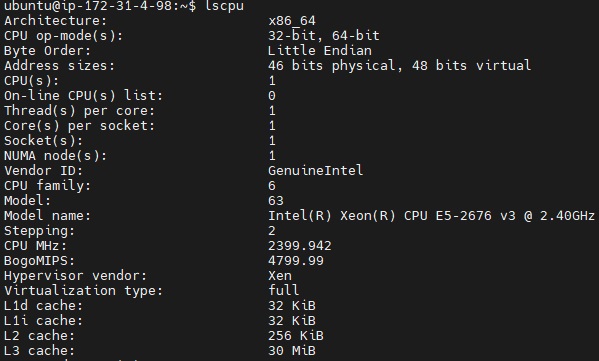 ubuntu@ip-172-31-4-98:~$ lscpu
Architecture: x86_64
CPU op-mode(s): 32-bit, 64-bit
Byte Order: Little Endian
Address sizes: 46 bits physical, 48 bits virtual
CPU(s): 1
On-line CPU(s) list: 0
Thread(s) per core: 1
Core(s) per socket: 1
Socket(s): 1
NUMA node(s): 1
Vendor ID: GenuineIntel
CPU family: 6
Model: 63
Model name: Intel(R) Xeon(R) CPU E5-2676 v3 @ 2.40GHz
Stepping: 2
CPU MHz: 2399.942
BogoMIPS: 4799.99
Hypervisor vendor: Xen
Virtualization type: full
L1d cache: 32 KiB
L1i cache: 32 KiB
L2 cache: 256 KiB
L3 cache: 30 MiB